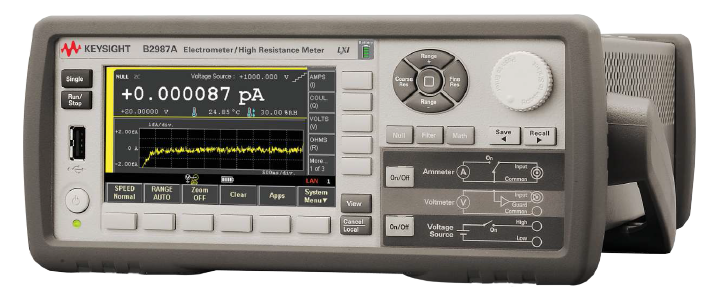 KEYSIGHT B2987A Electrometer/High Resistance Meter LXI
Single
Run/
Stop
NULL ZC Voltage Source: +1000.000 V
+0.000087 pA
+20.00000 V 24.85 °C 30.00 %RH
1fA/div.
+2.00fA
0 A
-2.00fA
500ms/div.
AMPS
(I)
COUL
(Q)
VOLTS
(V)
OHMS
(R)
More...
1 of 3
LAN 1
SPEED
Normal
RANGE
AUTO
Zoom
OFF
Clear
Apps
System
Menu▼
View
Cancel
Local
Range
Coarse
Res
Fine
Res
Range
Null
Filter
Math
Save
◄
Recall
►
On/Off
Ammeter A On Input
Common
Voltmeter V Input
Guard
Common
On/Off
Voltage
Source
On
High
Low